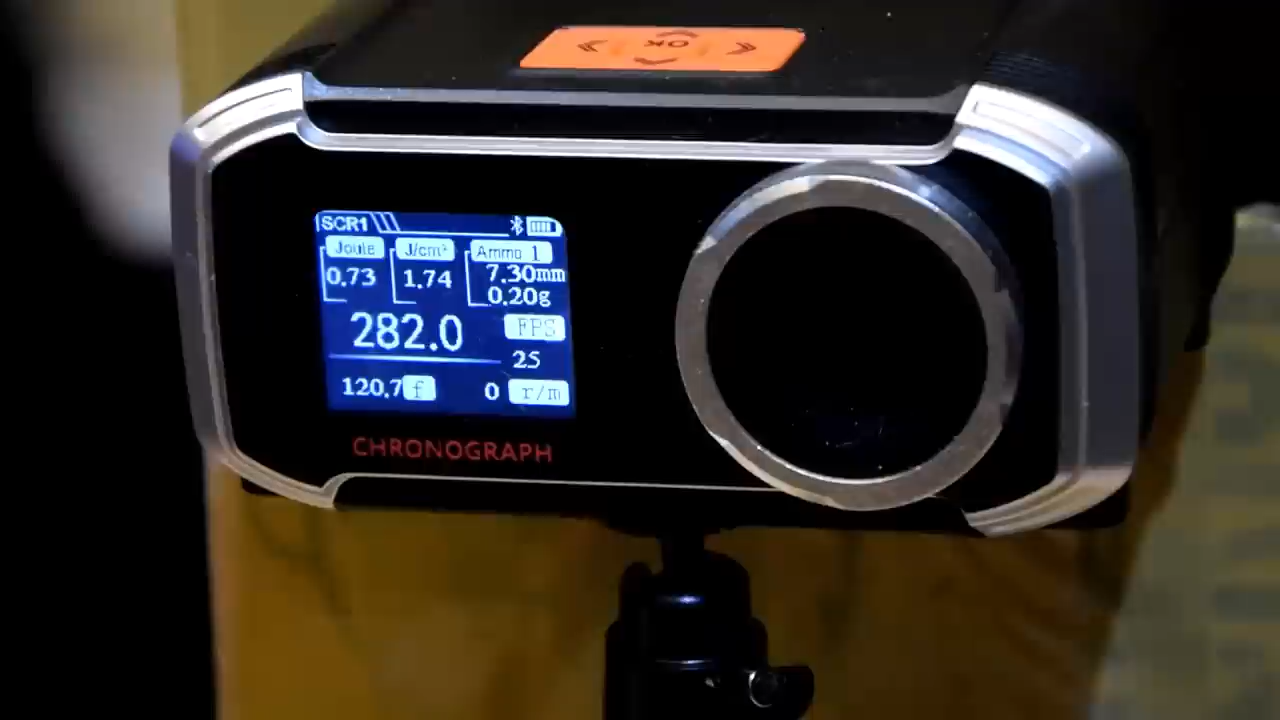 OK
SCR1
Joule J/cm² Ammo 1
0.73 1.74 7.30mm
0.20g
282.0 FPS
25
120.7 f 0 r/m
CHRONOGRAPH